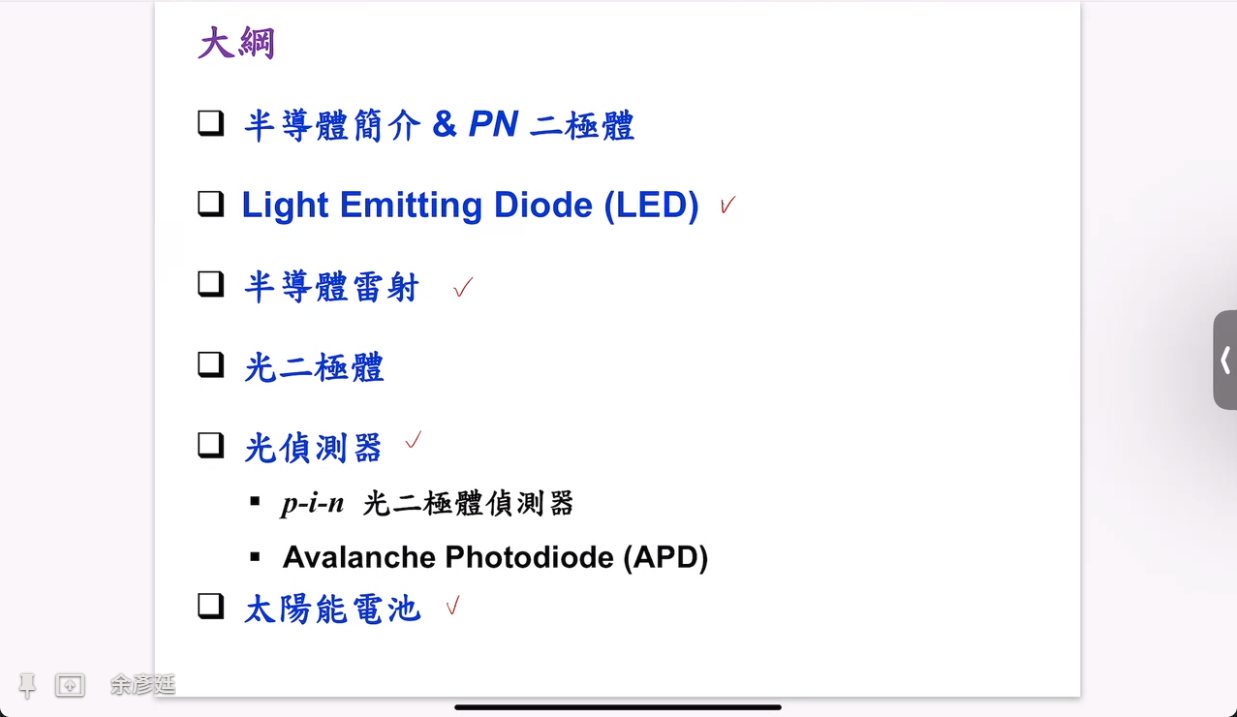 大綱
半導體簡介 & PN 二極體
Light Emitting Diode (LED) ✓
半導體雷射 ✓
光二極體
光偵測器 ✓
p-i-n 光二極體偵測器
Avalanche Photodiode (APD)
太陽能電池 ✓
余彥廷